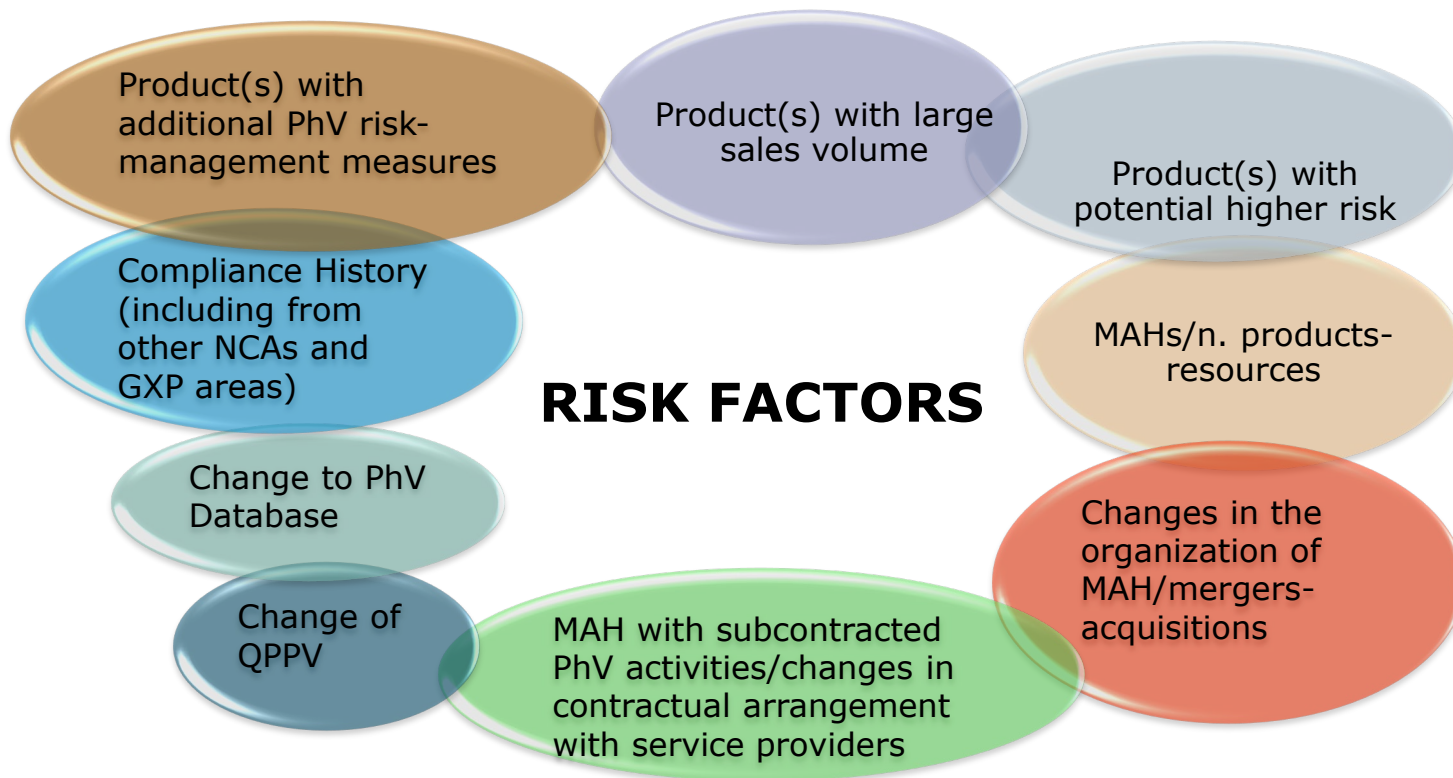 Product(s) with
additional PhV risk-
management measures
Product(s) with large
sales volume
Product(s) with
potential higher risk
Compliance History
(including from
other NCAs and
GXP areas)
MAHs/n. products-
resources
RISK FACTORS
Change to PhV
Database
Changes in the
organization of
MAH/mergers-
acquisitions
Change of
QPPV
MAH with subcontracted
PhV activities/changes in
contractual arrangement
with service providers